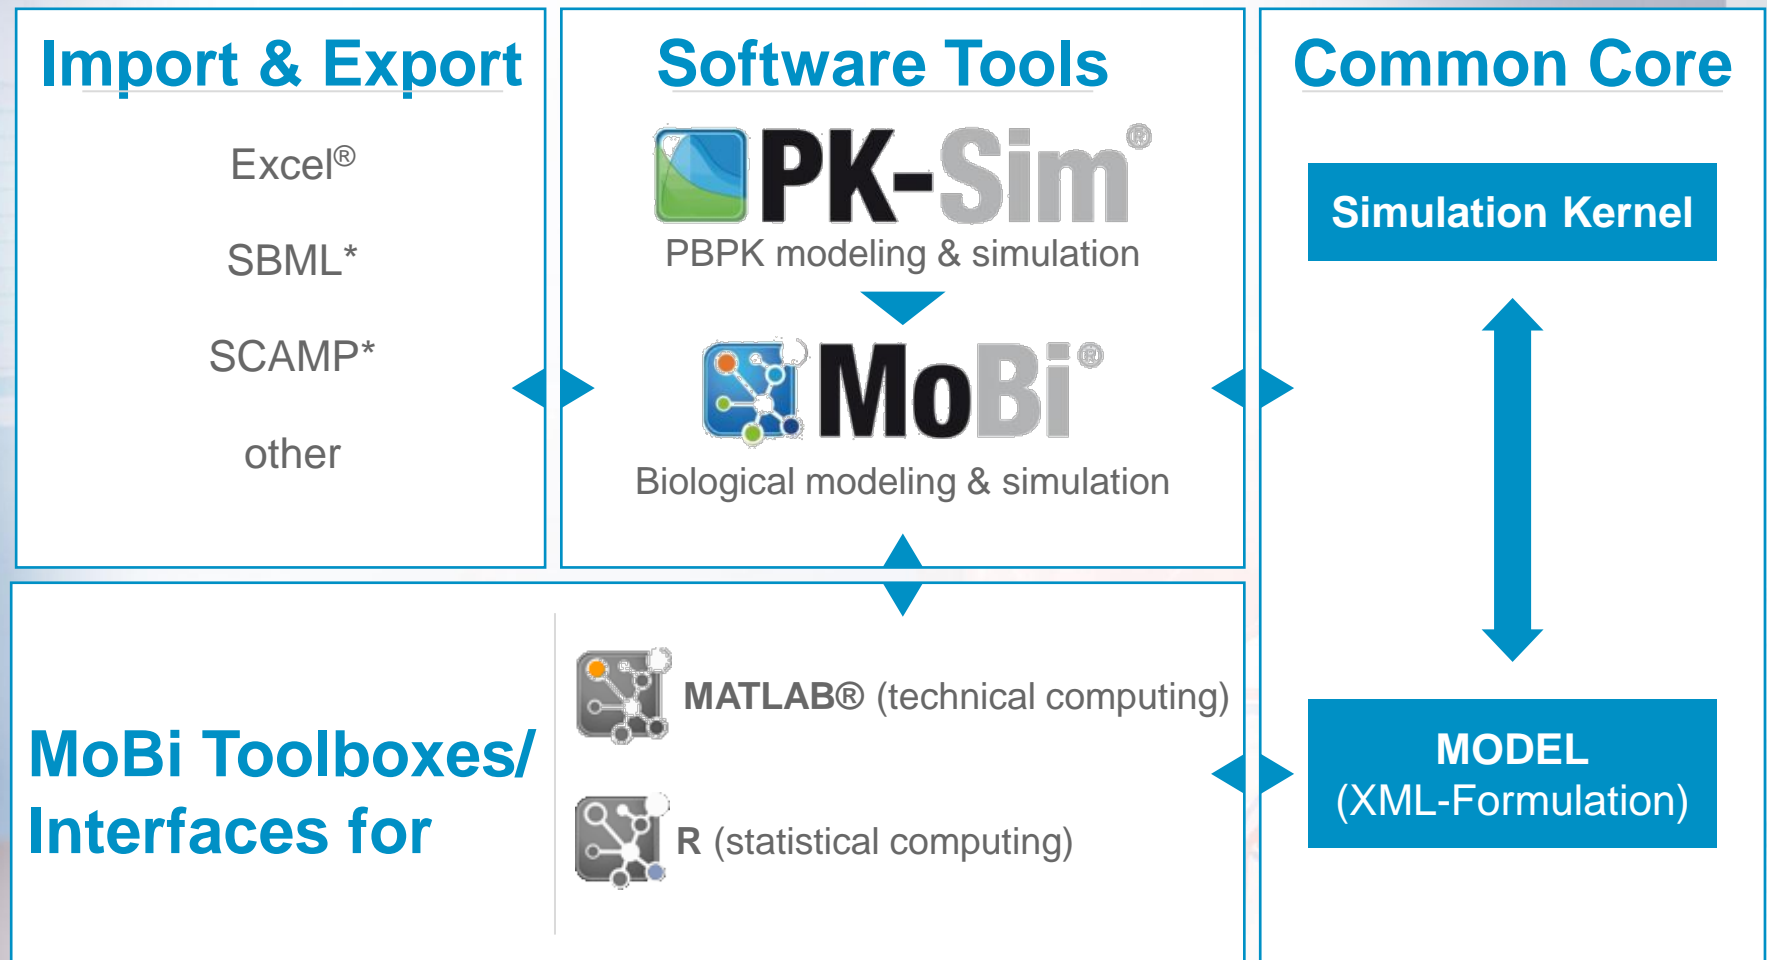 Import & Export
Excel®
SBML*
SCAMP*
other
Software Tools
PK-Sim®
PBPK modeling & simulation
MoBi®
Biological modeling & simulation
Common Core
Simulation Kernel
MODEL
(XML-Formulation)
MoBi Toolboxes/
Interfaces for
MATLAB® (technical computing)
R (statistical computing)